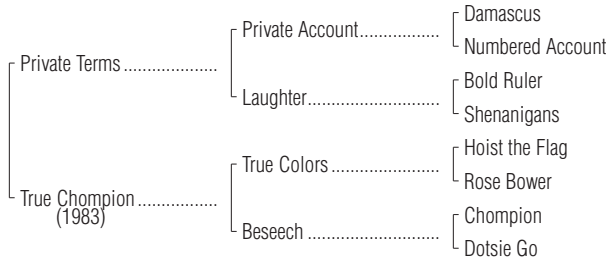 Damascus
Private Account..................
Numbered Account
Private Terms ....................
Bold Ruler
Laughter............................
Shenanigans
Hoist the Flag
True Colors .......................
Rose Bower
True Chompion .................
(1983)
Chompion
Beseech ............................
Dotsie Go